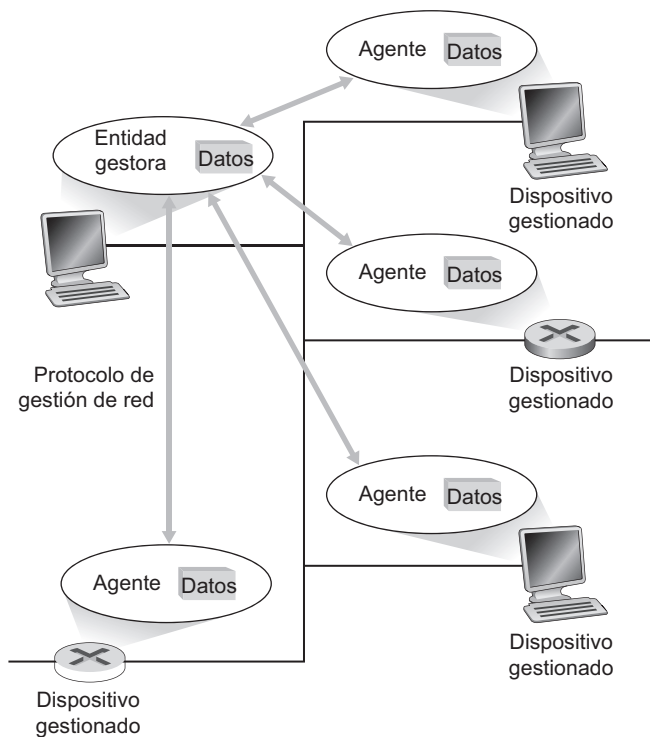 Agente Datos
Entidad
gestora Datos
Dispositivo
gestionado
Agente Datos
Protocolo de
gestión de red
Dispositivo
gestionado
Agente Datos
Agente Datos
Dispositivo
gestionado
Dispositivo
gestionado